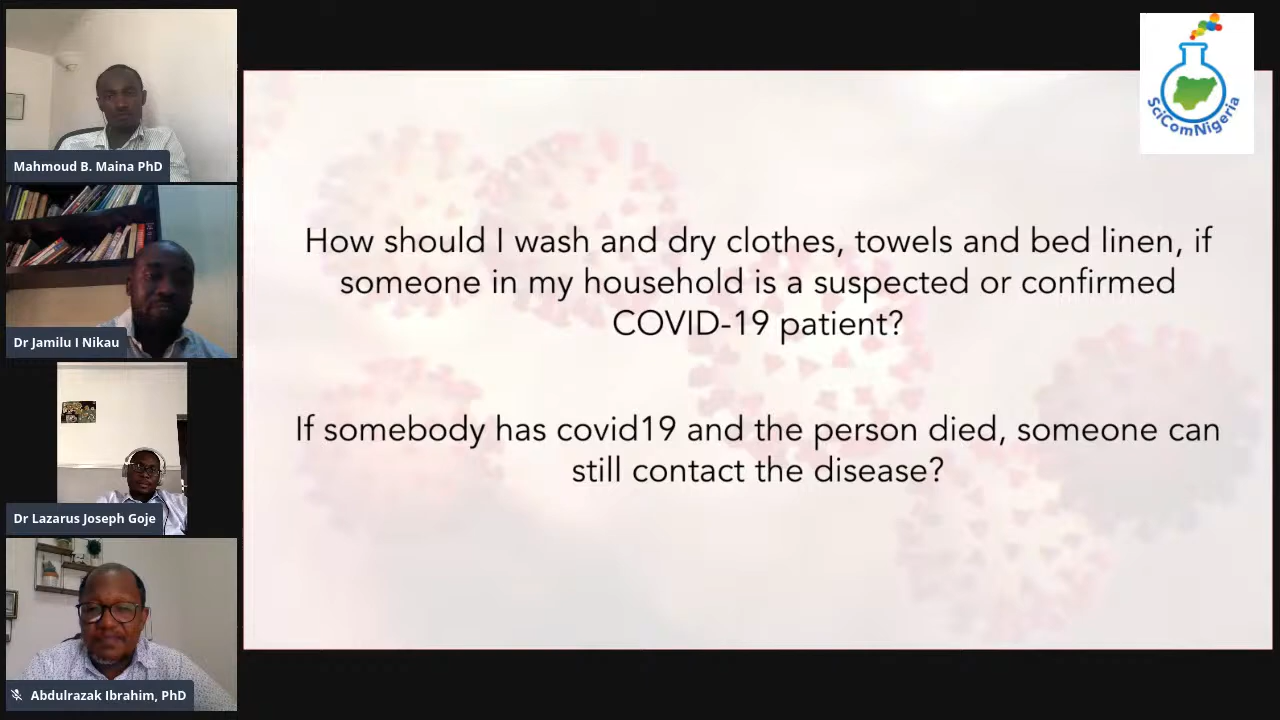 Mahmoud B. Maina PhD
Dr Jamilu I Nikau
Dr Lazarus Joseph Goje
Abdulrazak Ibrahim, PhD
SciComNigeria
How should I wash and dry clothes, towels and bed linen, if
someone in my household is a suspected or confirmed
COVID-19 patient?
If somebody has covid19 and the person died, someone can
still contact the disease?